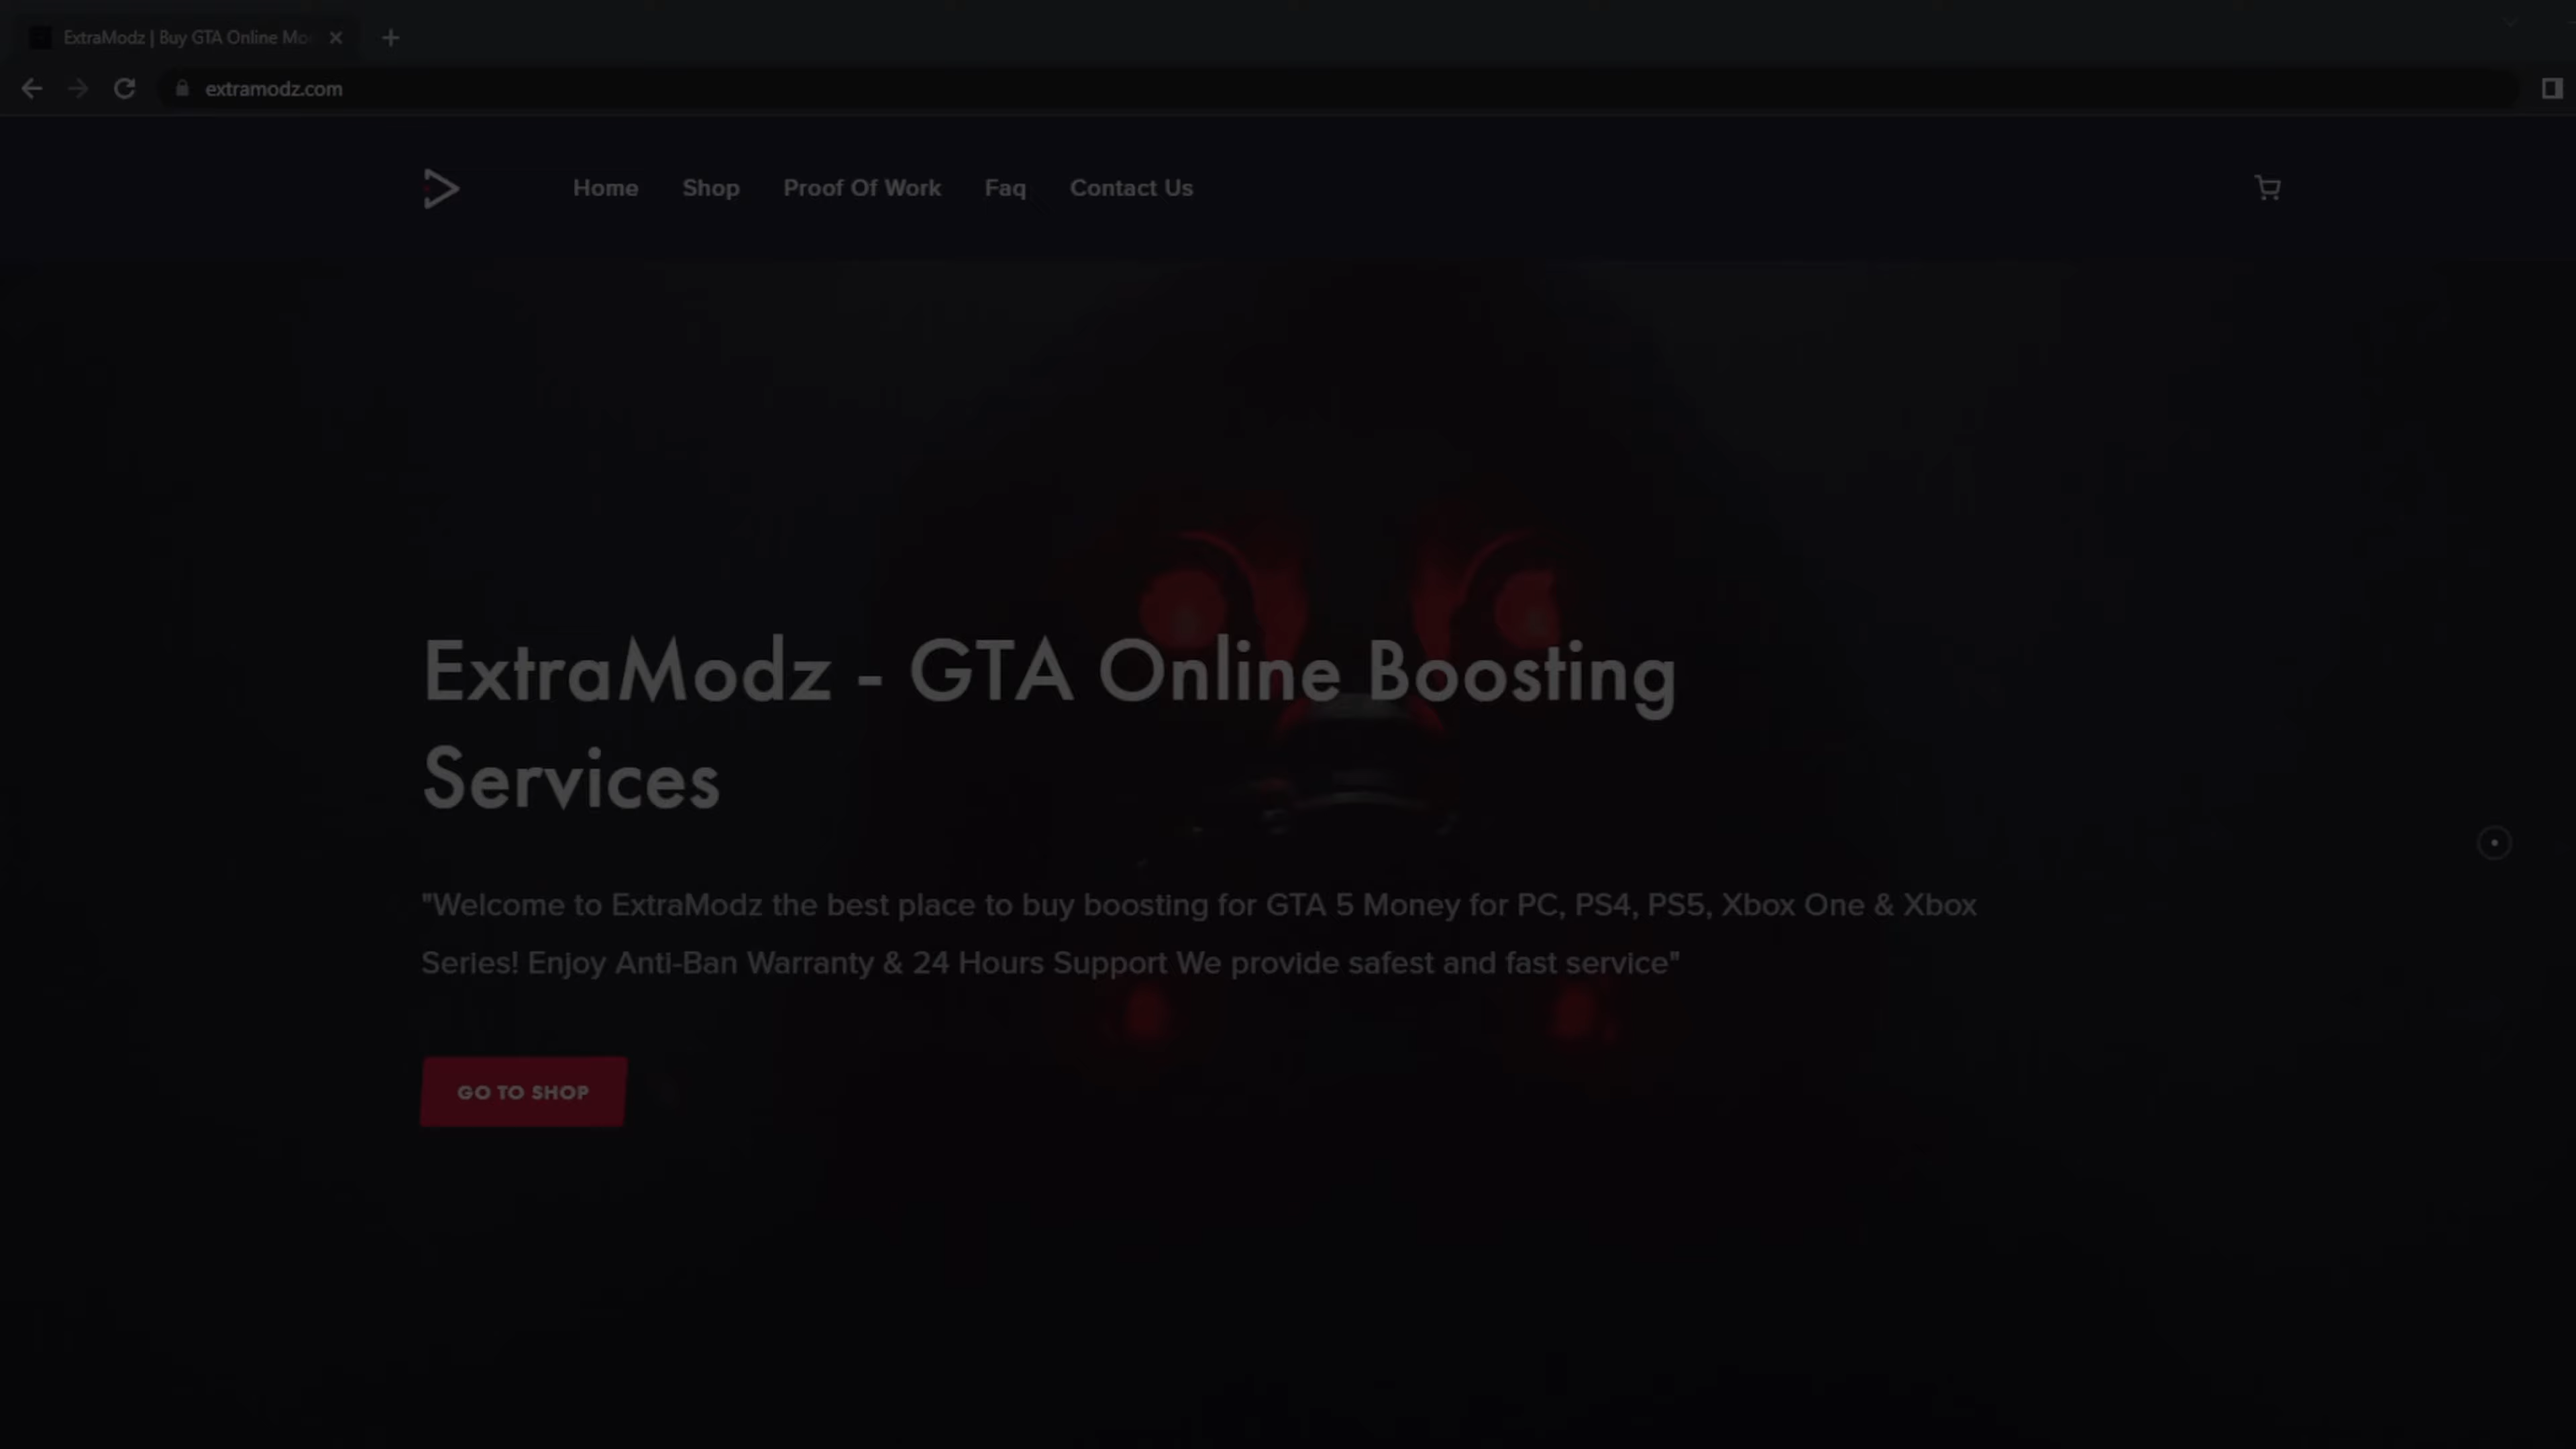 ExtraModz | Buy GTA Online Mo
extramodz.com
Home Shop Proof Of Work Faq Contact Us
ExtraModz - GTA Online Boosting
Services
"Welcome to ExtraModz the best place to buy boosting for GTA 5 Money for PC, PS4, PS5, Xbox One & Xbox
Series! Enjoy Anti-Ban Warranty & 24 Hours Support We provide safest and fast service"
GO TO SHOP